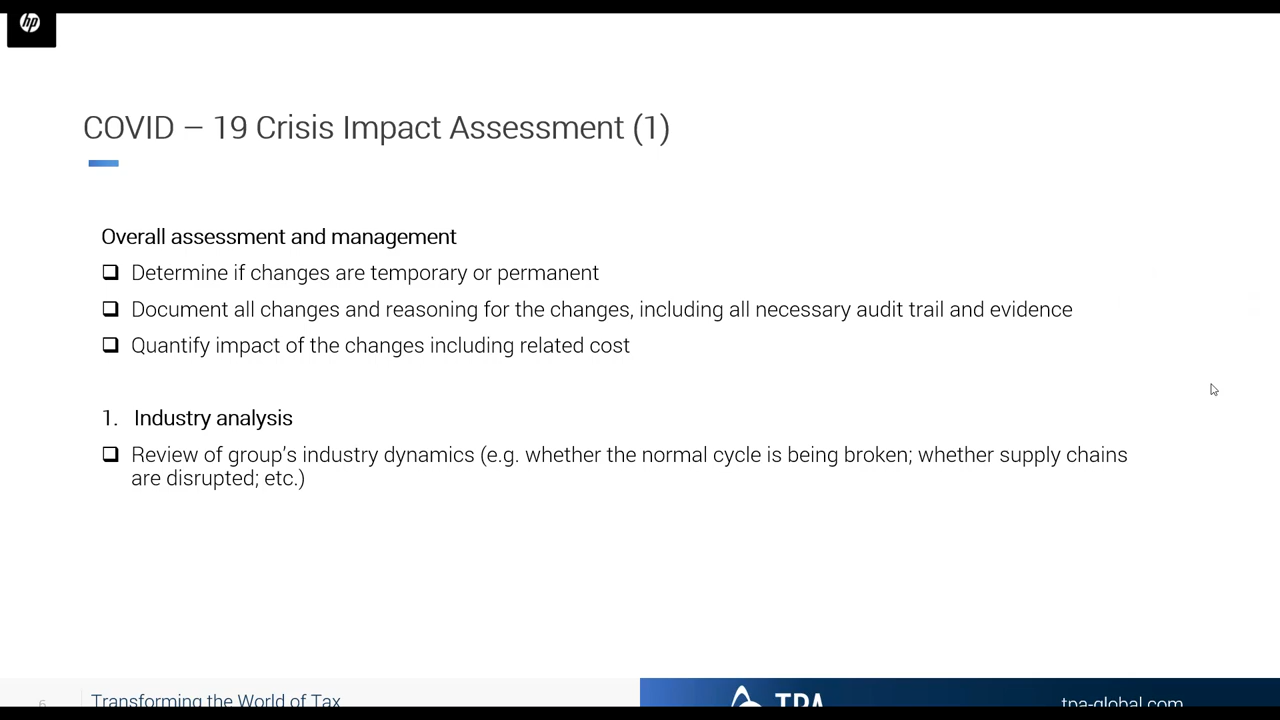 hp
COVID – 19 Crisis Impact Assessment (1)
Overall assessment and management
❑ Determine if changes are temporary or permanent
❑ Document all changes and reasoning for the changes, including all necessary audit trail and evidence
❑ Quantify impact of the changes including related cost
1. Industry analysis
❑ Review of group’s industry dynamics (e.g. whether the normal cycle is being broken; whether supply chains
are disrupted; etc.)
6 Transforming the World of Tax
TPA
tpa-global.com